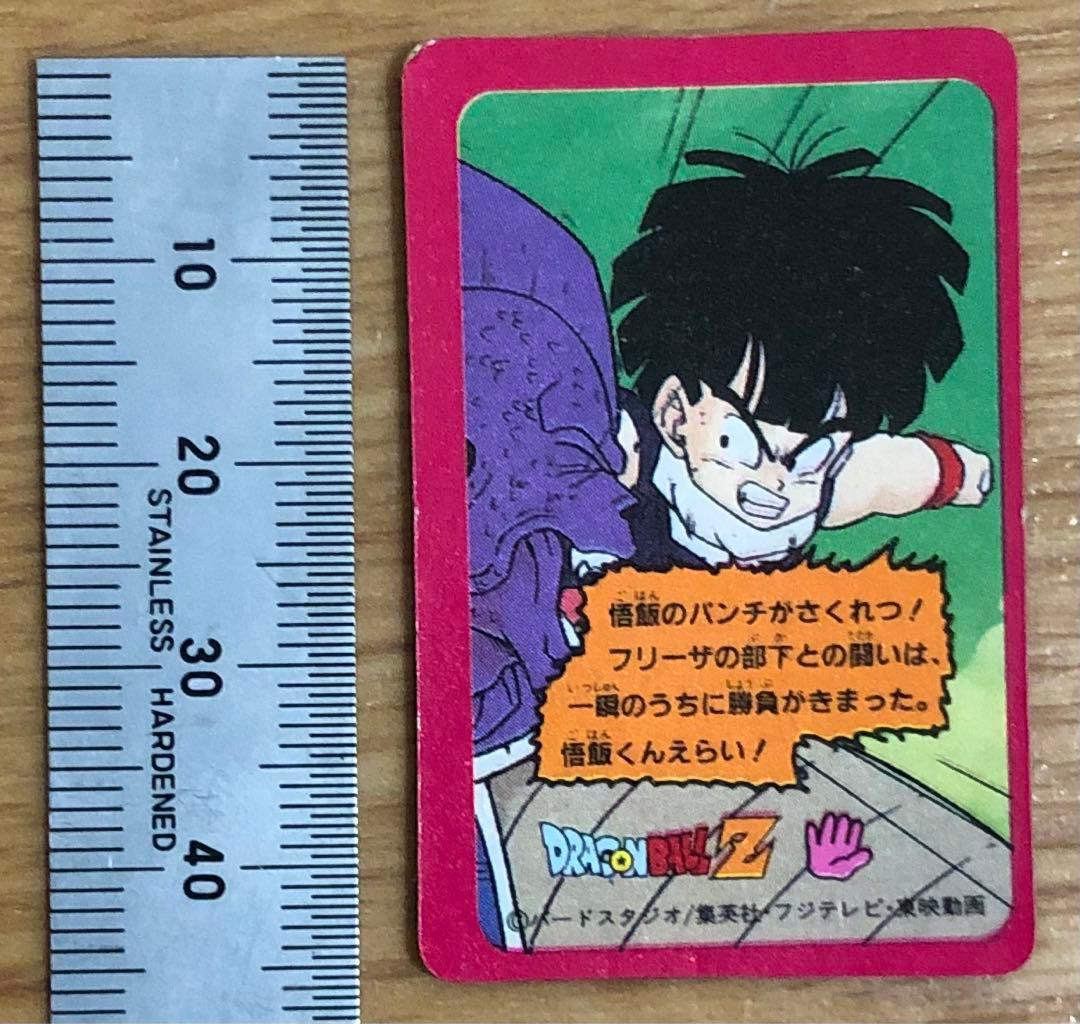 10
20
STAINLESS HARDENED
30
40
悟飯のパンチがさくれつ!
フリーザの部下との闘いは、
一瞬のうちに勝負がきまった。
悟飯くんえらい!
DRAGON BALL Z
©バードスタジオ/集英社・フジテレビ・東映動画